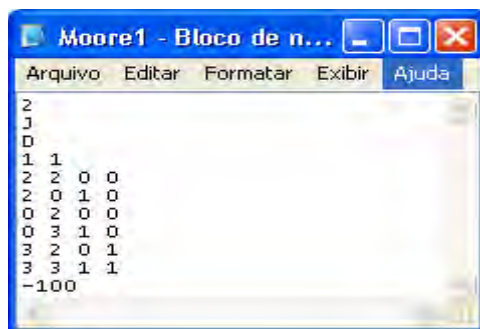 Moore1 - Bloco de n...
Arquivo Editar Formatar Exibir Ajuda
2
J
D
1 1
2 2 0 0
2 0 1 0
0 2 0 0
0 3 1 0
3 2 0 1
3 3 1 1
-100